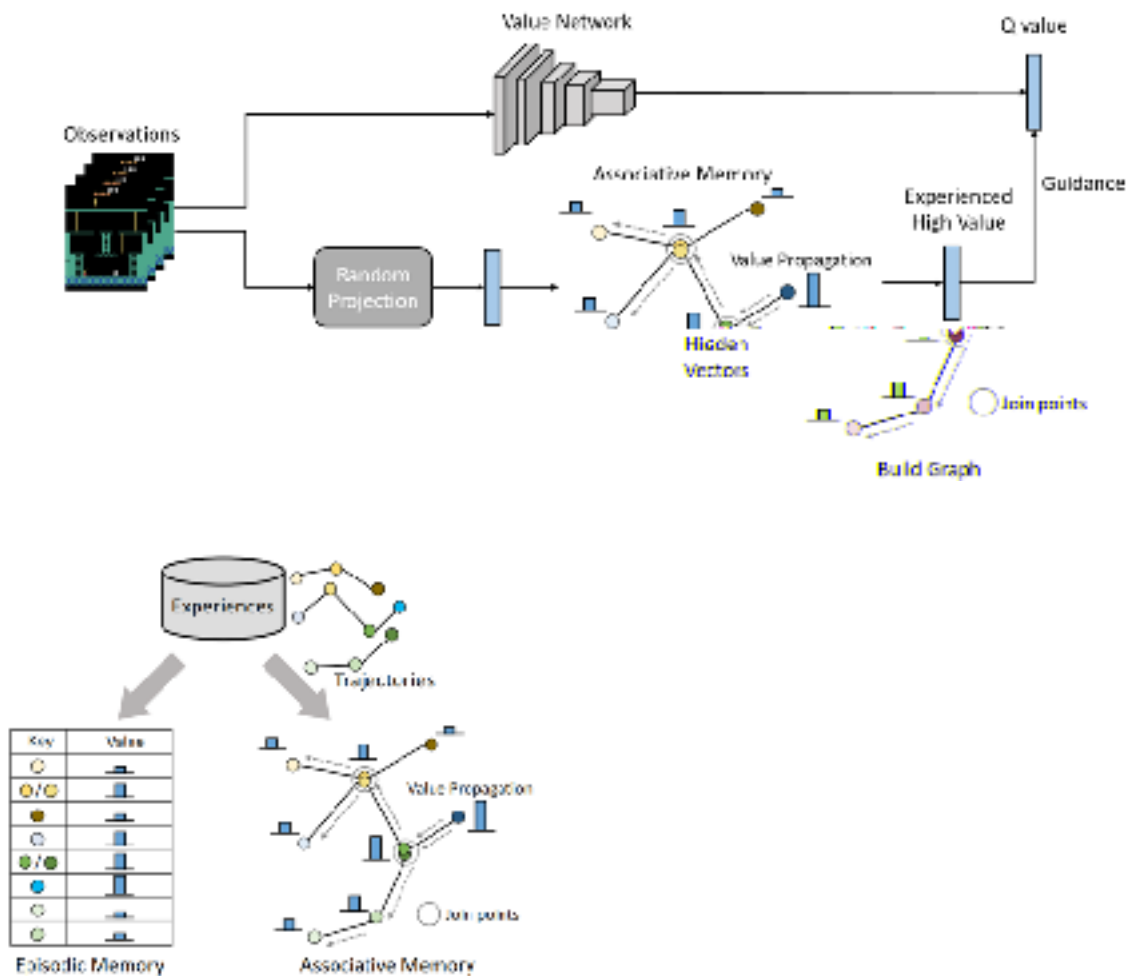 Value Network
Q value
Observations
Associative Memory
Guidance
Experienced
High Value
Value Propagation
Random
Projection
Hidden
Vectors
Join points
Build Graph
Experiences
Trajectories
Key Value
/
/
Value Propagation
Join points
Episodic Memory
Associative Memory